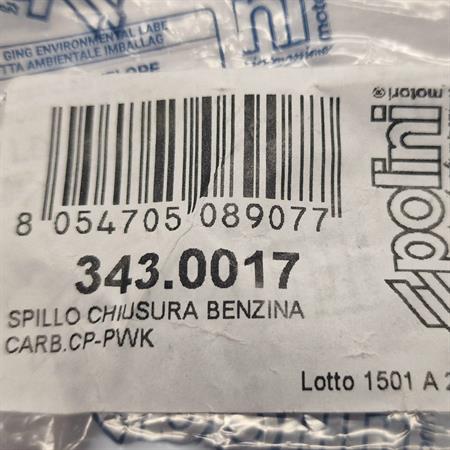 GING ENVIRONMENTAL LABE
TTA AMBIENTALE IMBALLAG
8 054705 089077
343.0017
SPILLO CHIUSURA BENZINA
CARB.CP-PWK
Lotto 1501 A 2
polini
motori®